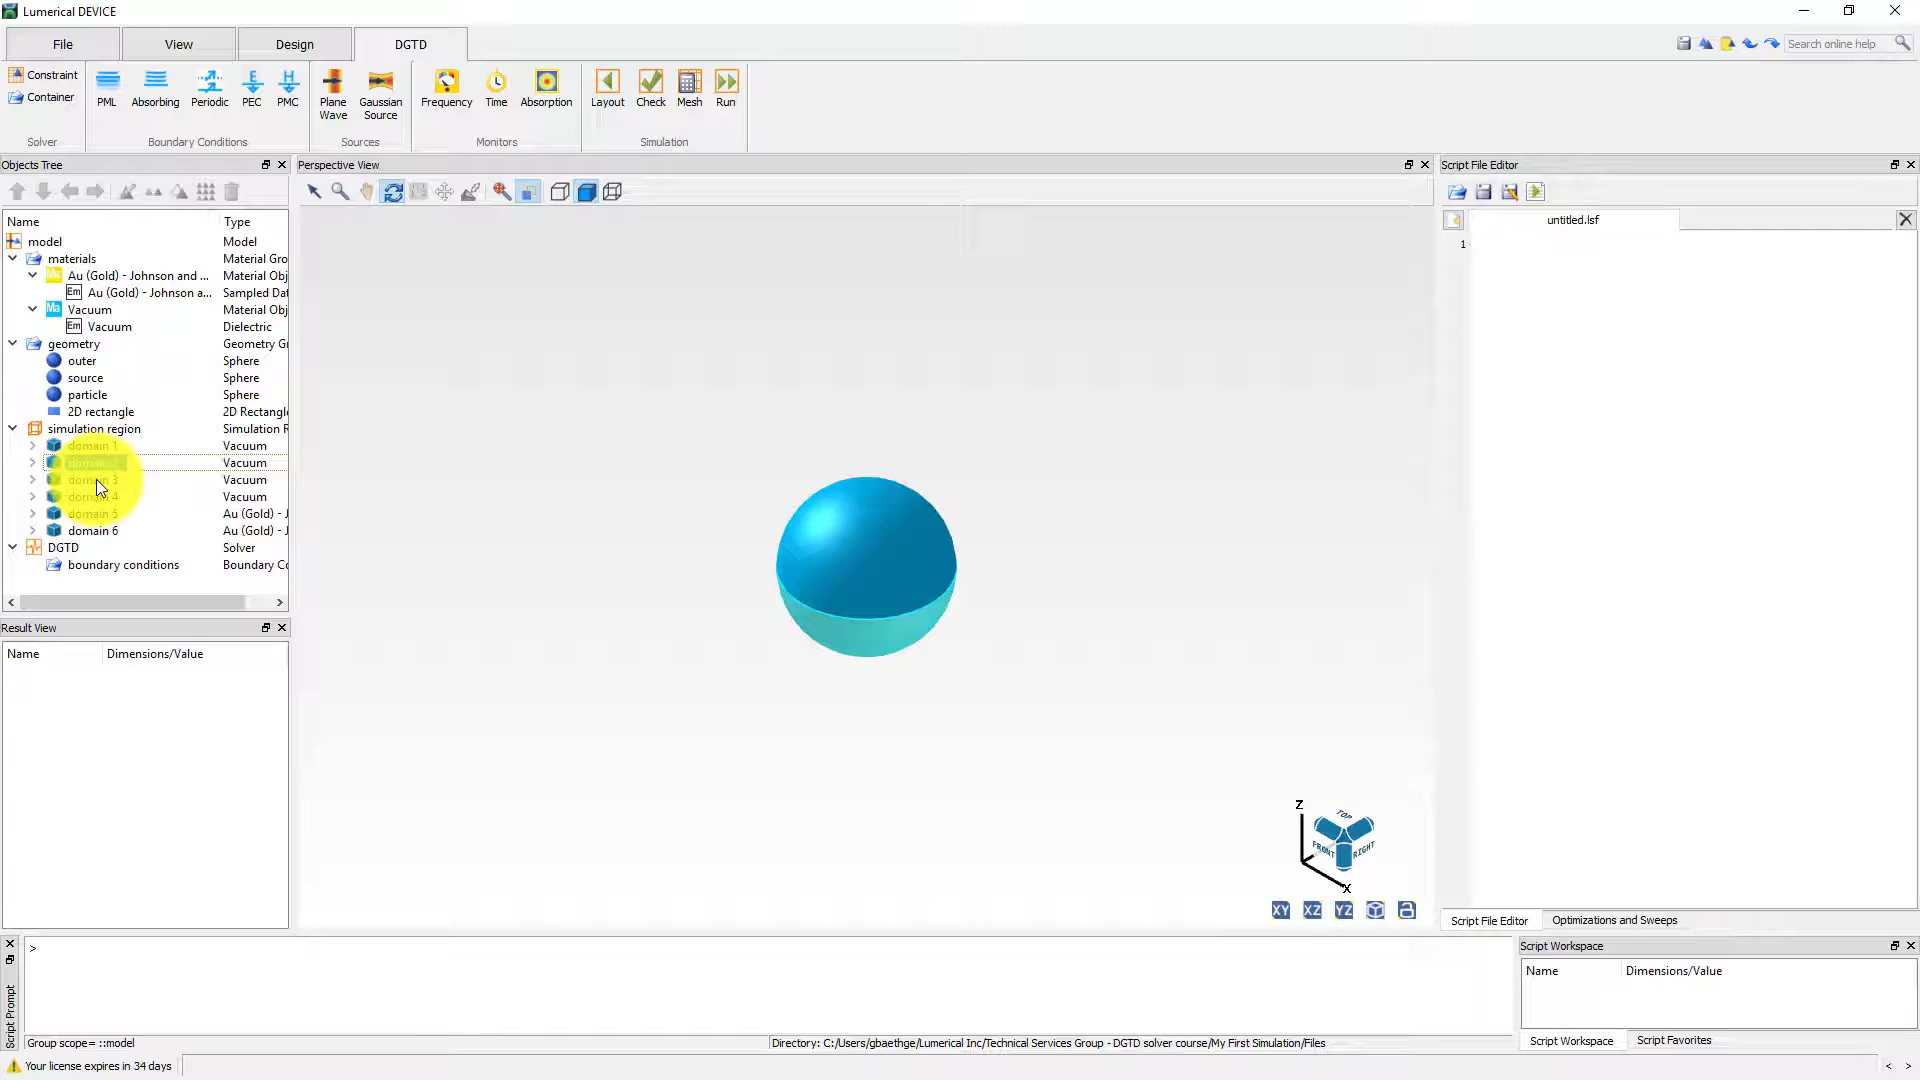 Lumerical DEVICE
File View Design DGTD
Search online help
Constraint
Container
PML Absorbing Periodic PEC PMC
Plane Wave
Gaussian Source
Frequency Time Absorption
Layout Check Mesh Run
Solver Boundary Conditions Sources Monitors Simulation
Objects Tree
Name Type
model Model
materials Material Gro
Au (Gold) - Johnson and ... Material Obj
Au (Gold) - Johnson a... Sampled Dat
Vacuum Material Obj
Vacuum Dielectric
geometry Geometry Gr
outer Sphere
source Sphere
particle Sphere
2D rectangle 2D Rectangle
simulation region Simulation R
domain 1 Vacuum
Vacuum
domain 3 Vacuum
domain 4 Vacuum
domain 5 Au (Gold) - J
domain 6 Au (Gold) - J
DGTD Solver
boundary conditions Boundary Co
Result View
Name Dimensions/Value
Perspective View
Z
TOP
FRONT RIGHT
X
XY XZ YZ
Script File Editor
untitled.lsf
1
Script File Editor Optimizations and Sweeps
Script Prompt
>
Group scope= ::model
Directory: C:/Users/gbaethge/Lumerical Inc/Technical Services Group - DGTD solver course/My First Simulation/Files
Script Workspace
Name Dimensions/Value
Script Workspace Script Favorites
Your license expires in 34 days